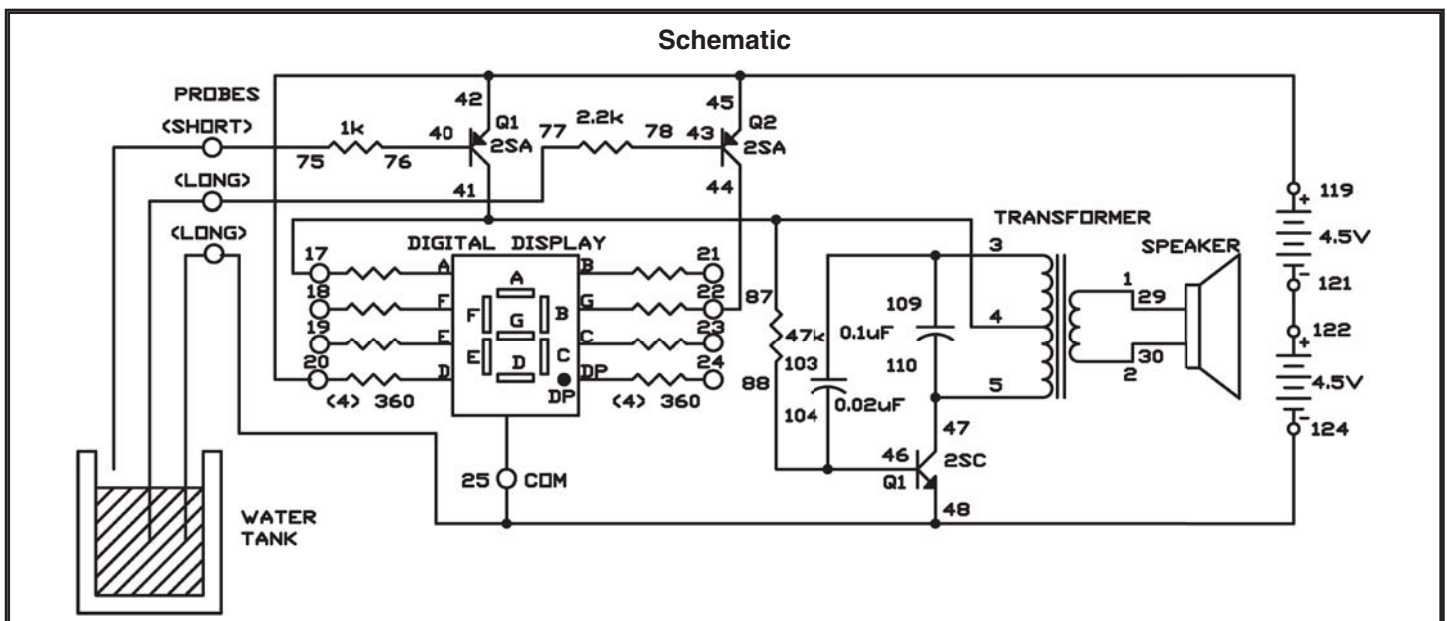 Schematic
PROBES
(SHORT)
(LONG)
(LONG)
42
1k
40
Q1
2SA
75
76
41
77
2.2k
78
43
45
Q2
2SA
44
119
+
4.5V
-
121
122
+
4.5V
-
124
TRANSFORMER
SPEAKER
DIGITAL DISPLAY
17
18
19
20
A
F
E
D
(4) 360
A
F
B
G
E
D
C
DP
B
G
C
DP
21
22
23
24
(4) 360
87
47k
88
103
0.02uF
104
109
0.1uF
110
3
4
5
1
29
30
2
47
46
2SC
Q1
48
25
COM
WATER
TANK